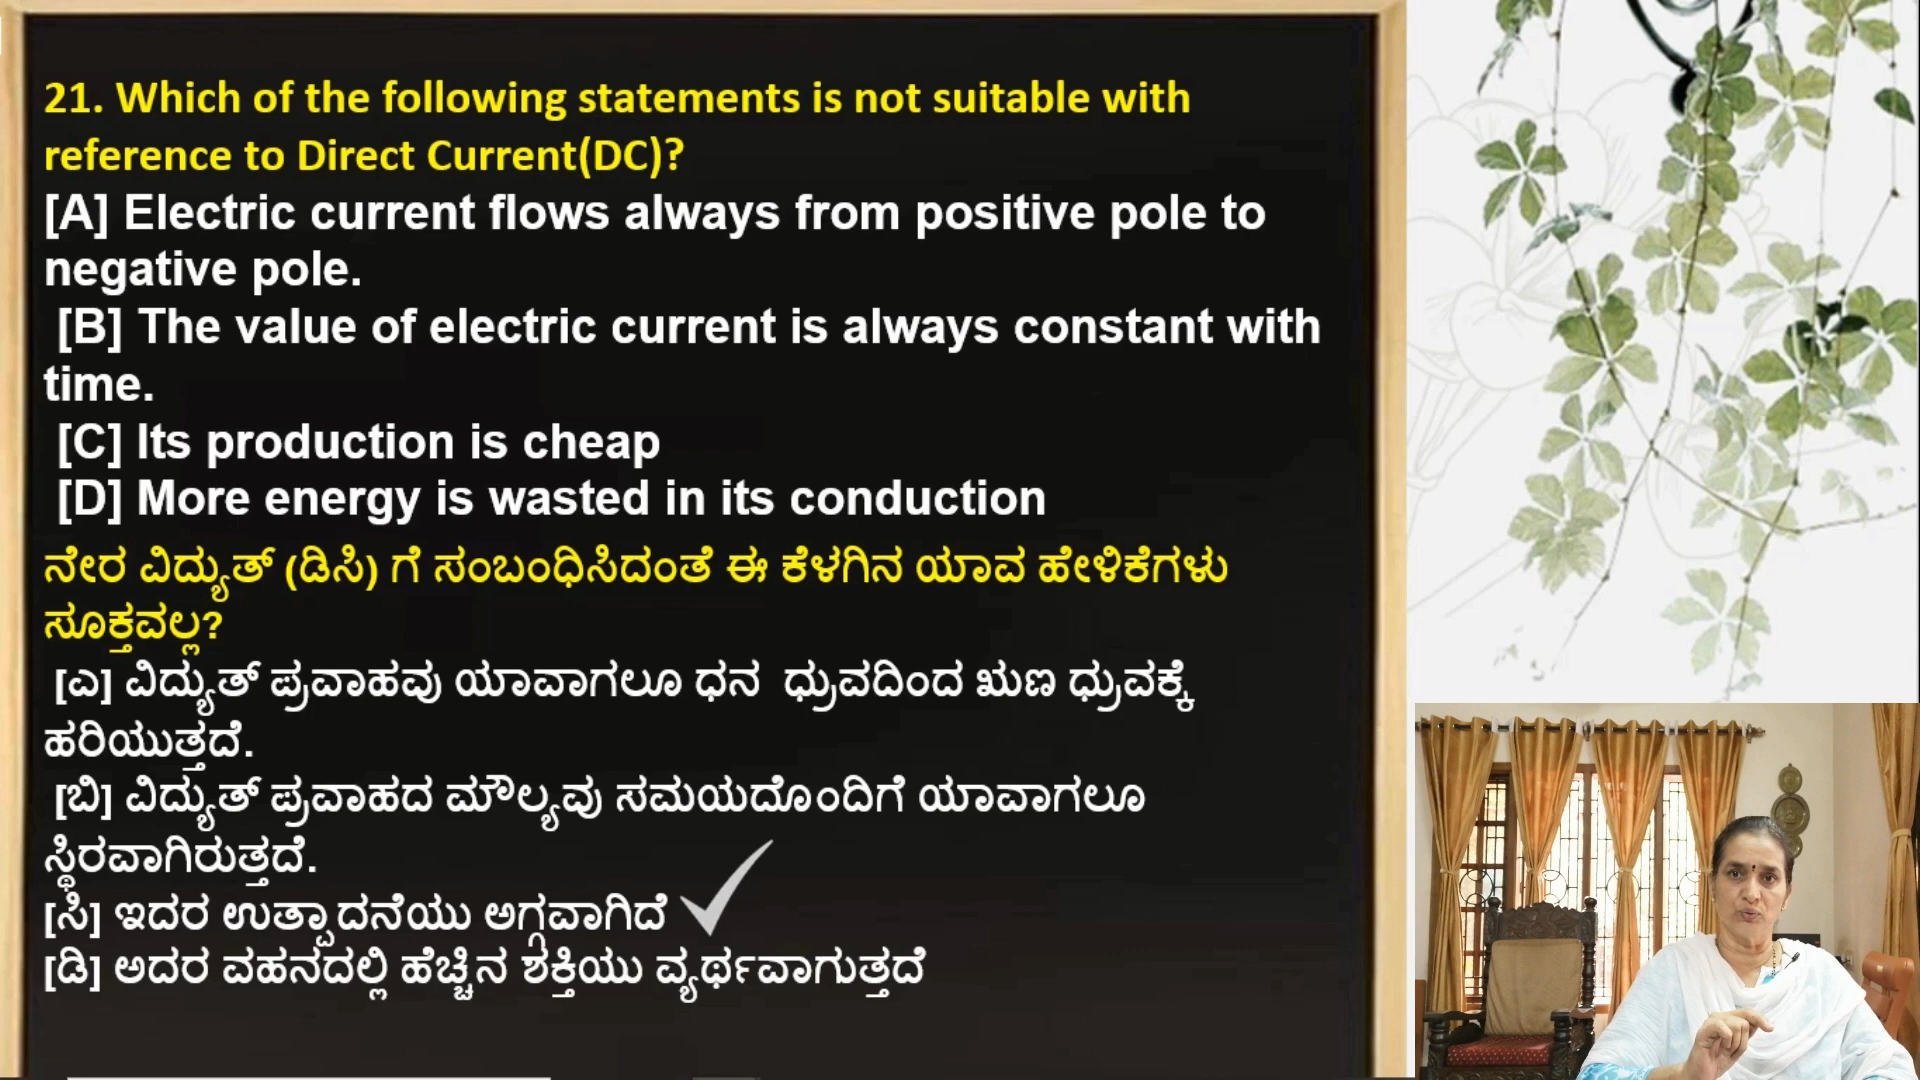 21. Which of the following statements is not suitable with
reference to Direct Current(DC)?
[A] Electric current flows always from positive pole to
negative pole.
[B] The value of electric current is always constant with
time.
[C] Its production is cheap
[D] More energy is wasted in its conduction
ನೇರ ವಿದ್ಯುತ್ (ಡಿಸಿ) ಗೆ ಸಂಬಂಧಿಸಿದಂತೆ ಈ ಕೆಳಗಿನ ಯಾವ ಹೇಳಿಕೆಗಳು
ಸೂಕ್ತವಲ್ಲ?
[ಎ] ವಿದ್ಯುತ್ ಪ್ರವಾಹವು ಯಾವಾಗಲೂ ಧನ ಧ್ರುವದಿಂದ ಋಣ ಧ್ರುವಕ್ಕೆ
ಹರಿಯುತ್ತದೆ.
[ಬಿ] ವಿದ್ಯುತ್ ಪ್ರವಾಹದ ಮೌಲ್ಯವು ಸಮಯದೊಂದಿಗೆ ಯಾವಾಗಲೂ
ಸ್ಥಿರವಾಗಿರುತ್ತದೆ.
[ಸಿ] ಇದರ ಉತ್ಪಾದನೆಯು ಅಗ್ಗವಾಗಿದೆ
[ಡಿ] ಅದರ ವಹನದಲ್ಲಿ ಹೆಚ್ಚಿನ ಶಕ್ತಿಯು ವ್ಯರ್ಥವಾಗುತ್ತದೆ